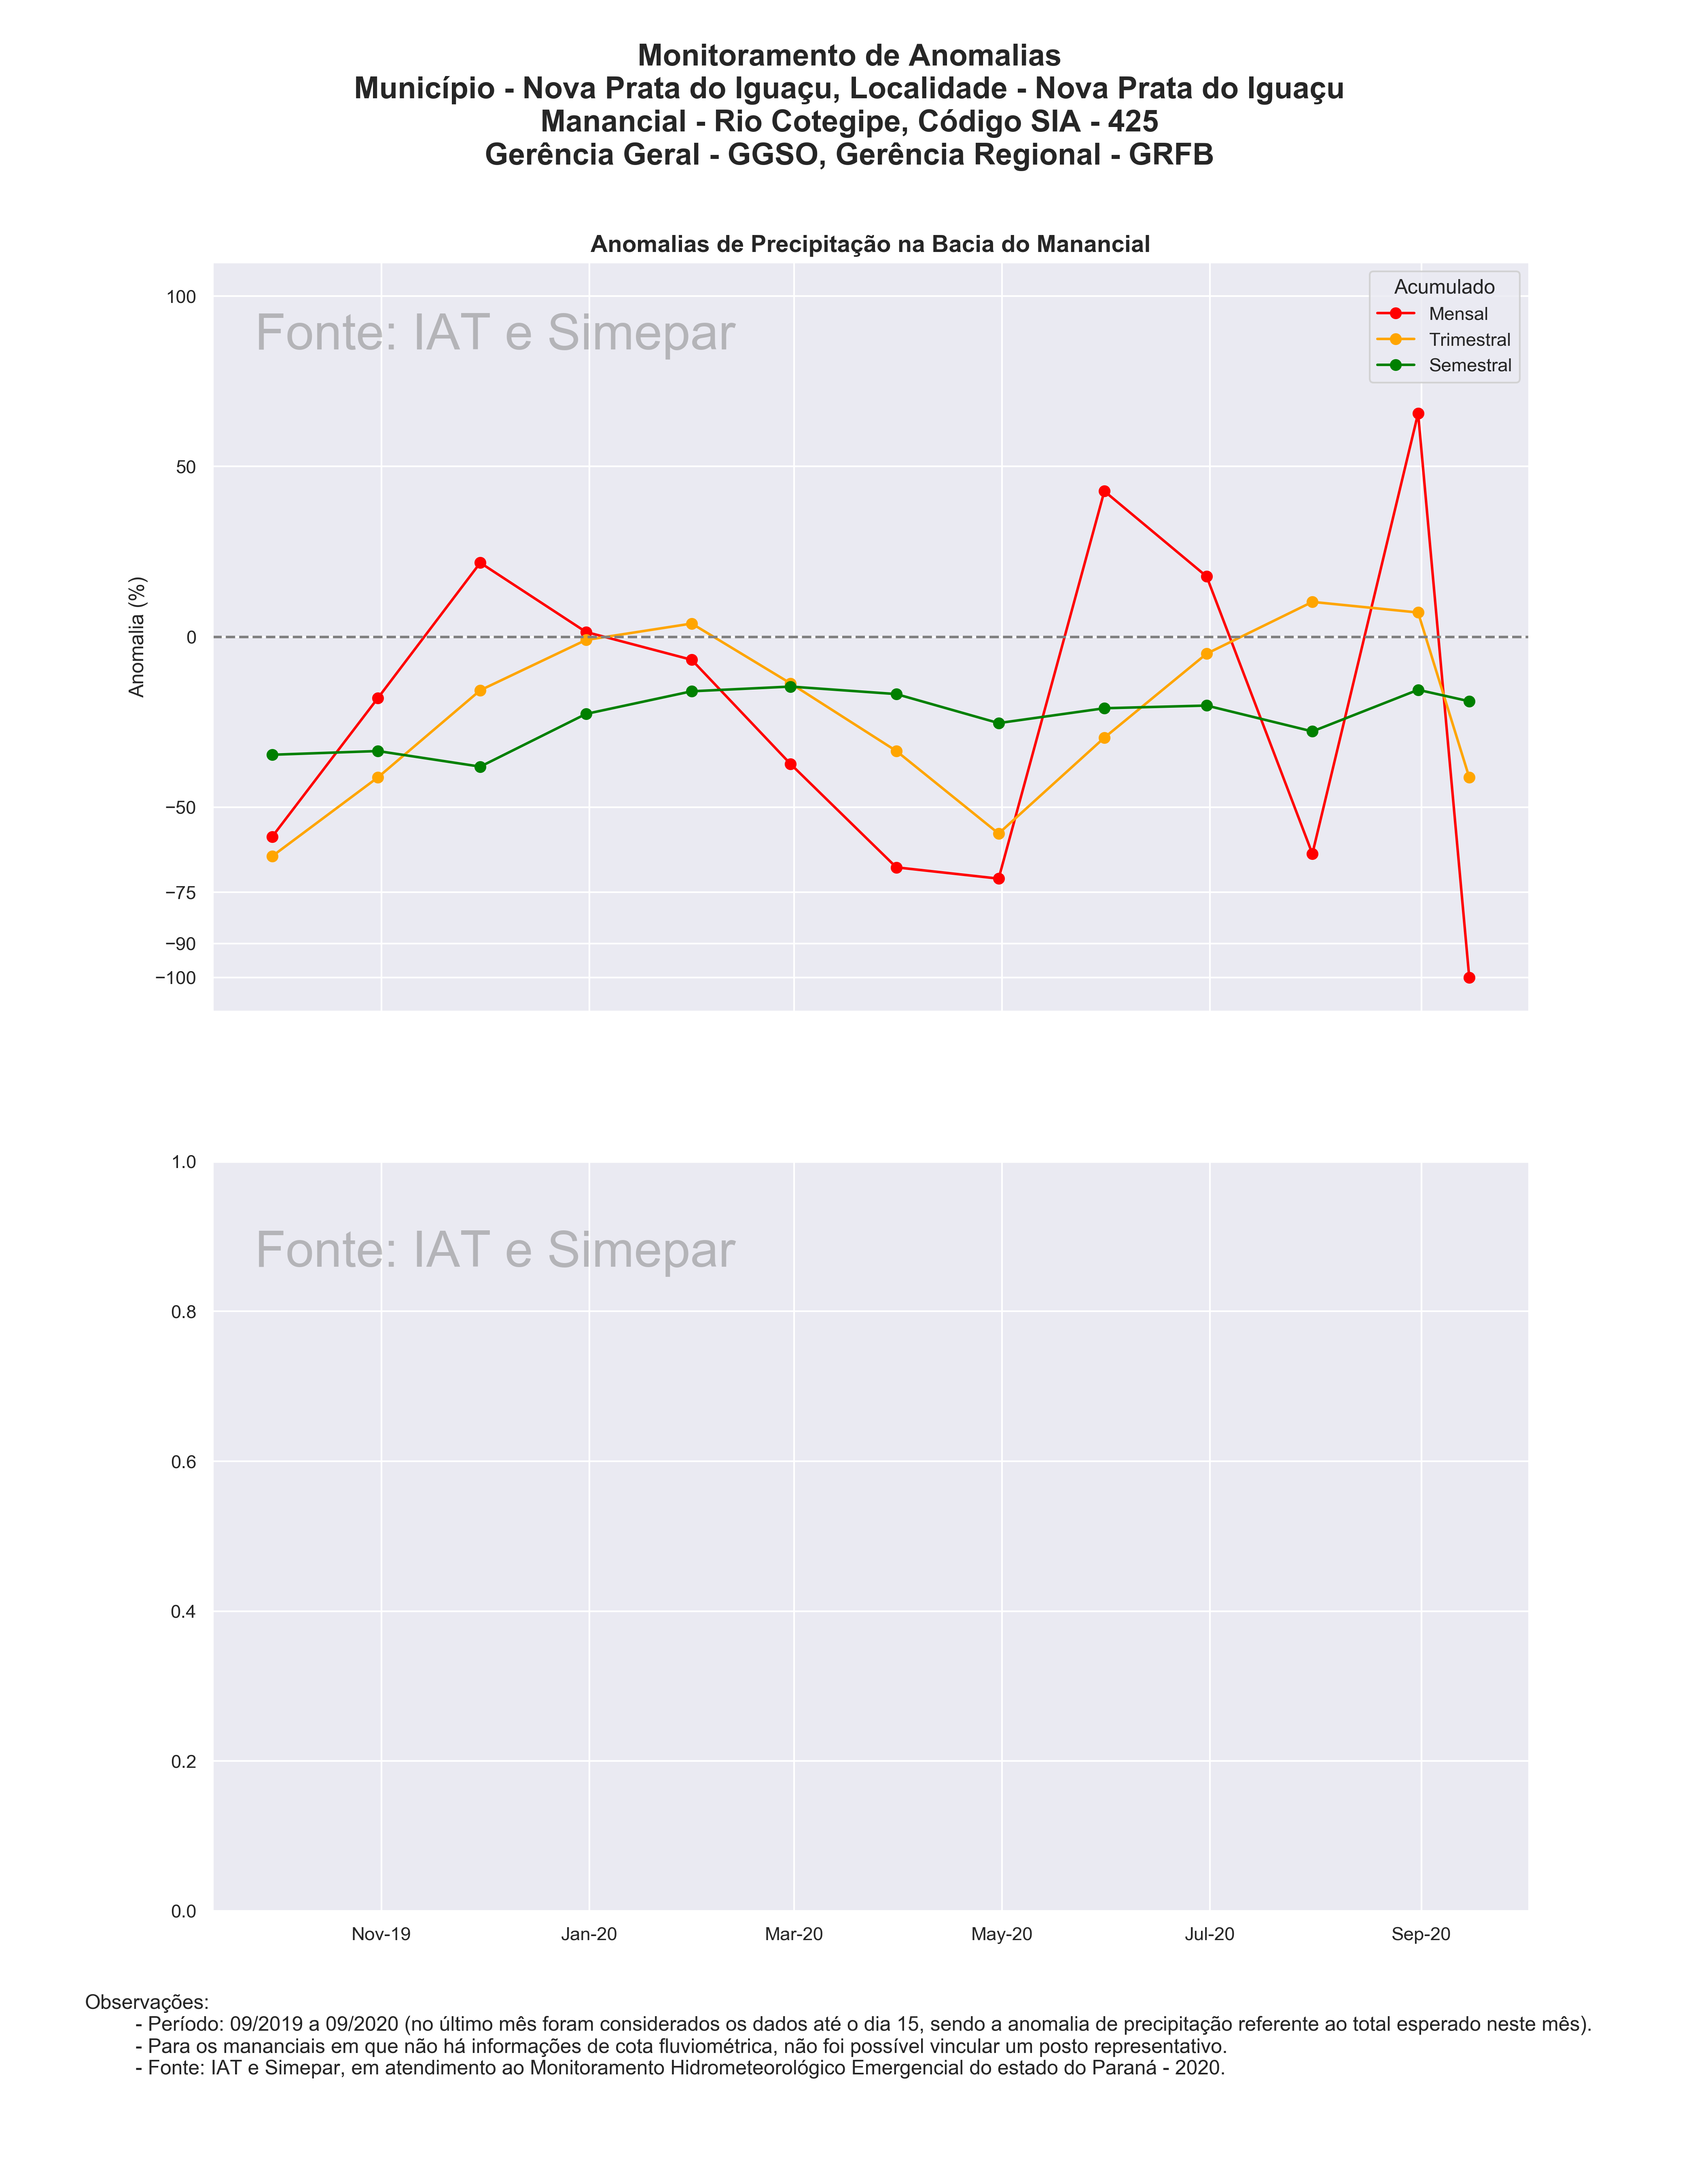 Monitoramento de Anomalias
Município - Nova Prata do Iguaçu, Localidade - Nova Prata do Iguaçu
Manancial - Rio Cotegipe, Código SIA - 425
Gerência Geral - GGSO, Gerência Regional - GRFB
Anomalias de Precipitação na Bacia do Manancial
Fonte: IAT e Simepar
Acumulado
Mensal
Trimestral
Semestral
Anomalia (%)
100
50
0
−50
−75
−90
−100
Fonte: IAT e Simepar
1.0
0.8
0.6
0.4
0.2
0.0
Nov-19 Jan-20 Mar-20 May-20 Jul-20 Sep-20
Observações:
- Período: 09/2019 a 09/2020 (no último mês foram considerados os dados até o dia 15, sendo a anomalia de precipitação referente ao total esperado neste mês).
- Para os mananciais em que não há informações de cota fluviométrica, não foi possível vincular um posto representativo.
- Fonte: IAT e Simepar, em atendimento ao Monitoramento Hidrometeorológico Emergencial do estado do Paraná - 2020.